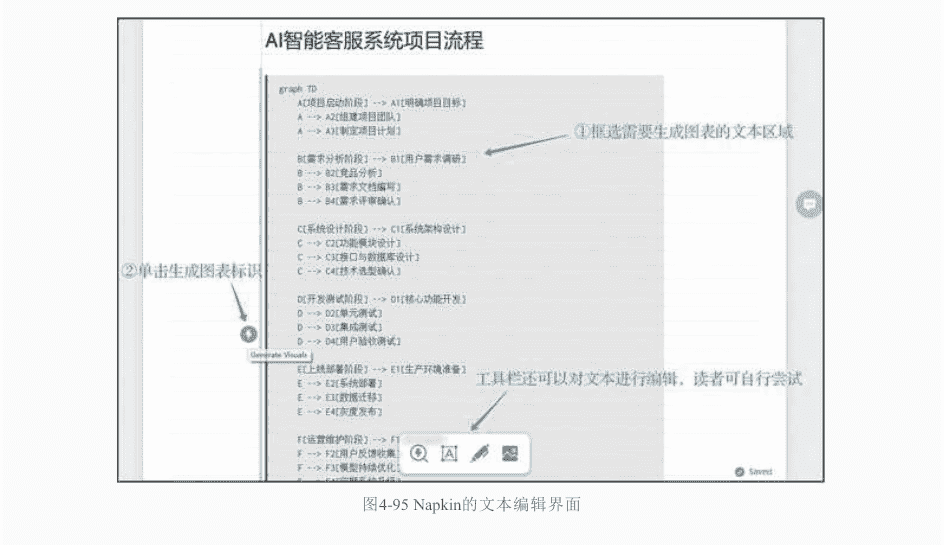 AI智能客服系统项目流程
graph TD
A[项目启动阶段] --> A1[明确项目目标]
A --> A2[组建项目团队]
A --> A3[制定项目计划]
①框选需要生成图表的文本区域
B[需求分析阶段] --> B1[用户需求调研]
B --> B2[竞品分析]
B --> B3[需求文档编写]
B --> B4[需求评审确认]
C[系统设计阶段] --> C1[系统架构设计]
C --> C2[功能模块设计]
C --> C3[接口与数据库设计]
C --> C4[技术选型确认]
②单击生成图表标识
D[开发测试阶段] --> D1[核心功能开发]
D --> D2[单元测试]
D --> D3[集成测试]
D --> D4[用户验收测试]
Generate Visuals
E[上线部署阶段] --> E1[生产环境准备]
E --> E2[系统部署]
E --> E3[数据迁移]
E --> E4[灰度发布]
工具栏还可以对文本进行编辑，读者可自行尝试
F[运营维护阶段] --> F1
F --> F2[用户反馈收集
F --> F3[模型持续优化]
Saved
图4-95 Napkin的文本编辑界面